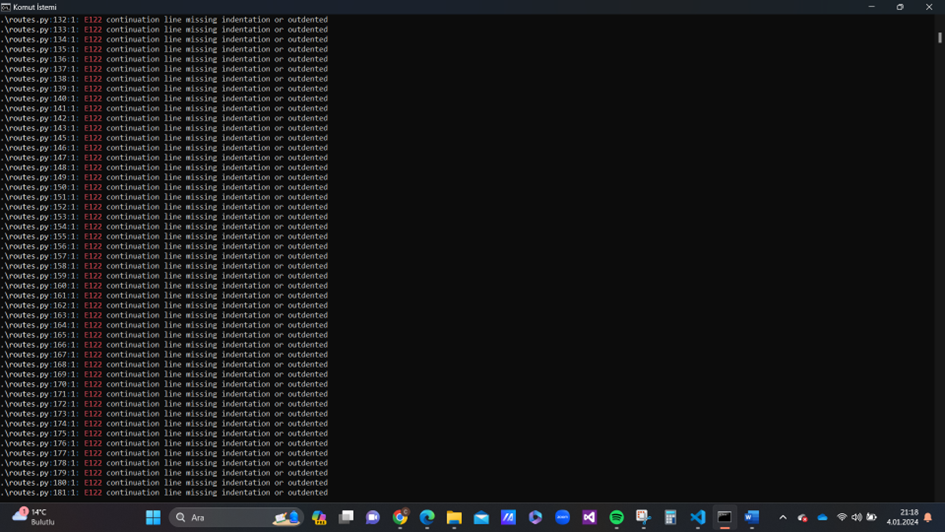 Komut İstemi
.\routes.py:132:1: E122 continuation line missing indentation or outdented
.\routes.py:133:1: E122 continuation line missing indentation or outdented
.\routes.py:134:1: E122 continuation line missing indentation or outdented
.\routes.py:135:1: E122 continuation line missing indentation or outdented
.\routes.py:136:1: E122 continuation line missing indentation or outdented
.\routes.py:137:1: E122 continuation line missing indentation or outdented
.\routes.py:138:1: E122 continuation line missing indentation or outdented
.\routes.py:139:1: E122 continuation line missing indentation or outdented
.\routes.py:140:1: E122 continuation line missing indentation or outdented
.\routes.py:141:1: E122 continuation line missing indentation or outdented
.\routes.py:142:1: E122 continuation line missing indentation or outdented
.\routes.py:143:1: E122 continuation line missing indentation or outdented
.\routes.py:145:1: E122 continuation line missing indentation or outdented
.\routes.py:146:1: E122 continuation line missing indentation or outdented
.\routes.py:147:1: E122 continuation line missing indentation or outdented
.\routes.py:148:1: E122 continuation line missing indentation or outdented
.\routes.py:149:1: E122 continuation line missing indentation or outdented
.\routes.py:150:1: E122 continuation line missing indentation or outdented
.\routes.py:151:1: E122 continuation line missing indentation or outdented
.\routes.py:152:1: E122 continuation line missing indentation or outdented
.\routes.py:153:1: E122 continuation line missing indentation or outdented
.\routes.py:154:1: E122 continuation line missing indentation or outdented
.\routes.py:155:1: E122 continuation line missing indentation or outdented
.\routes.py:156:1: E122 continuation line missing indentation or outdented
.\routes.py:157:1: E122 continuation line missing indentation or outdented
.\routes.py:158:1: E122 continuation line missing indentation or outdented
.\routes.py:159:1: E122 continuation line missing indentation or outdented
.\routes.py:160:1: E122 continuation line missing indentation or outdented
.\routes.py:161:1: E122 continuation line missing indentation or outdented
.\routes.py:162:1: E122 continuation line missing indentation or outdented
.\routes.py:163:1: E122 continuation line missing indentation or outdented
.\routes.py:164:1: E122 continuation line missing indentation or outdented
.\routes.py:165:1: E122 continuation line missing indentation or outdented
.\routes.py:166:1: E122 continuation line missing indentation or outdented
.\routes.py:167:1: E122 continuation line missing indentation or outdented
.\routes.py:168:1: E122 continuation line missing indentation or outdented
.\routes.py:169:1: E122 continuation line missing indentation or outdented
.\routes.py:170:1: E122 continuation line missing indentation or outdented
.\routes.py:171:1: E122 continuation line missing indentation or outdented
.\routes.py:172:1: E122 continuation line missing indentation or outdented
.\routes.py:173:1: E122 continuation line missing indentation or outdented
.\routes.py:174:1: E122 continuation line missing indentation or outdented
.\routes.py:175:1: E122 continuation line missing indentation or outdented
.\routes.py:176:1: E122 continuation line missing indentation or outdented
.\routes.py:177:1: E122 continuation line missing indentation or outdented
.\routes.py:178:1: E122 continuation line missing indentation or outdented
.\routes.py:179:1: E122 continuation line missing indentation or outdented
.\routes.py:180:1: E122 continuation line missing indentation or outdented
.\routes.py:181:1: E122 continuation line missing indentation or outdented
1
14°C
Bulutlu
Ara
21:18
4.01.2024